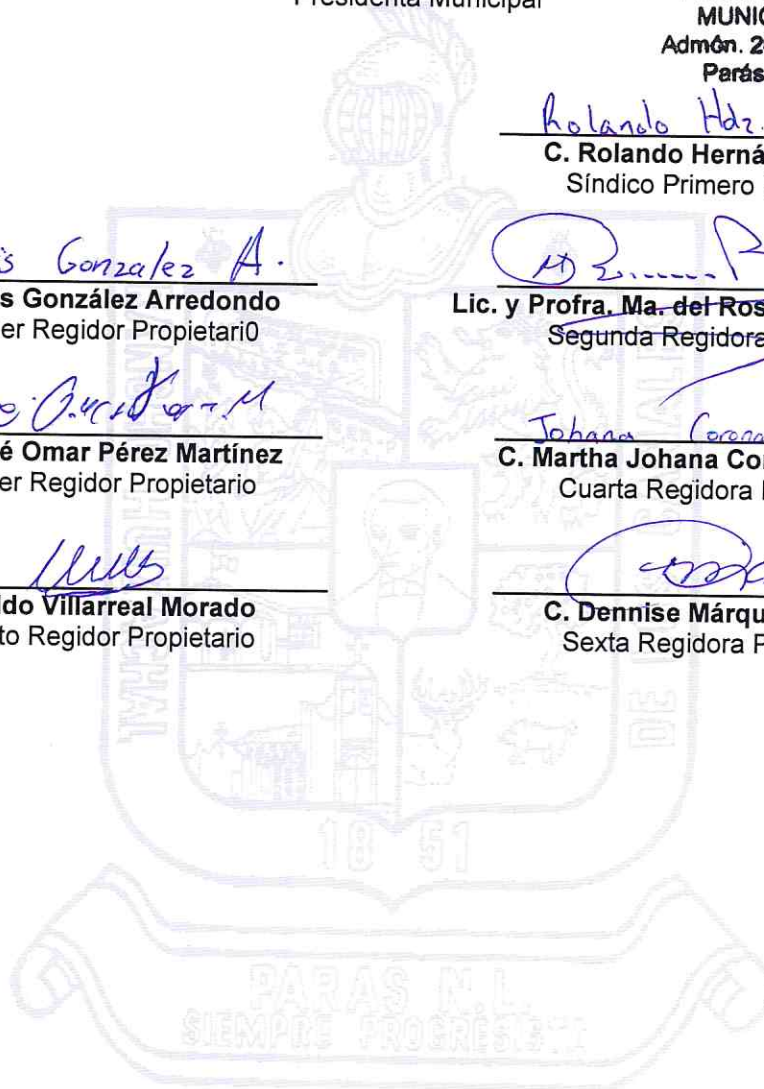 Presidenta Municipal
MUNIC
Admón. 2
Parás
Rolando Hdz.
C. Rolando Herná
Síndico Primero
s Gonzalez A.
s González Arredondo
er Regidor Propietari0
Lic. y Profra. Ma. del Ros
Segunda Regidora
é Omar Pérez Martínez
er Regidor Propietario
Johana Corona
C. Martha Johana Cor
Cuarta Regidora
do Villarreal Morado
to Regidor Propietario
C. Dennise Márqu
Sexta Regidora P
18 51
PARAS N.L.
SIEMPRE PROGRESISTA